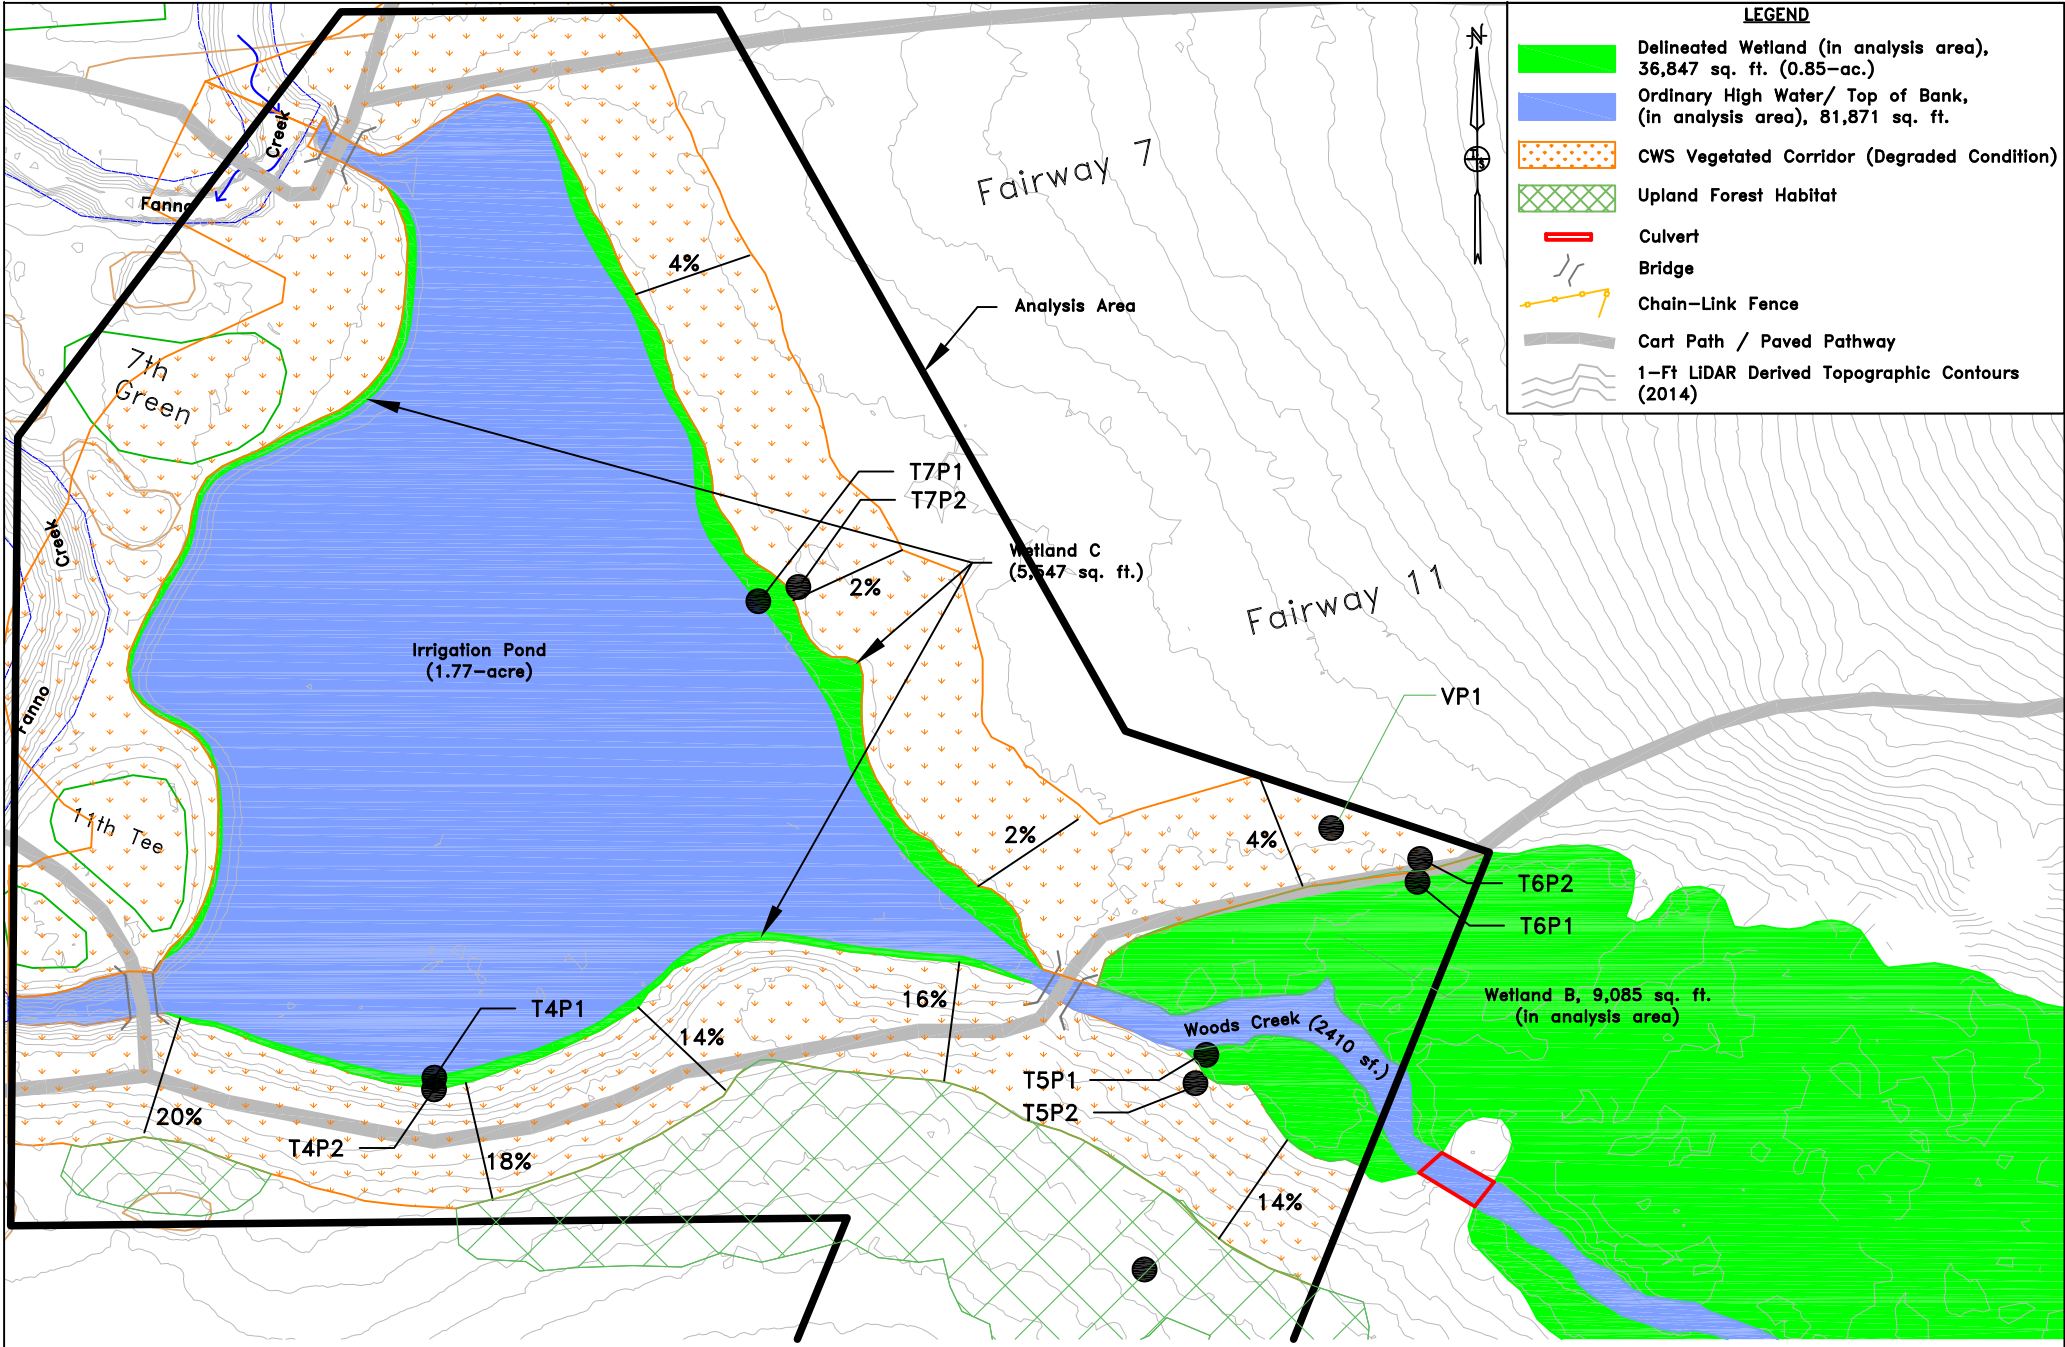 LEGEND
Delineated Wetland (in analysis area),
36,847 sq. ft. (0.85-ac.)
Ordinary High Water/ Top of Bank,
(in analysis area), 81,871 sq. ft.
CWS Vegetated Corridor (Degraded Condition)
Upland Forest Habitat
Culvert
Bridge
Chain-Link Fence
Cart Path / Paved Pathway
1-Ft LiDAR Derived Topographic Contours
(2014)
N
Creek
Fanno
Fairway 7
4%
Analysis Area
7th
Green
T7P1
T7P2
Creek
Fanno
Wetland C
(5,547 sq. ft.)
2%
Fairway 11
Irrigation Pond
(1.77-acre)
VP1
11th Tee
2%
4%
T6P2
T6P1
16%
Wetland B, 9,085 sq. ft.
(in analysis area)
T4P1
14%
Woods Creek (2410 sf.)
T5P1
T5P2
20%
T4P2
18%
14%